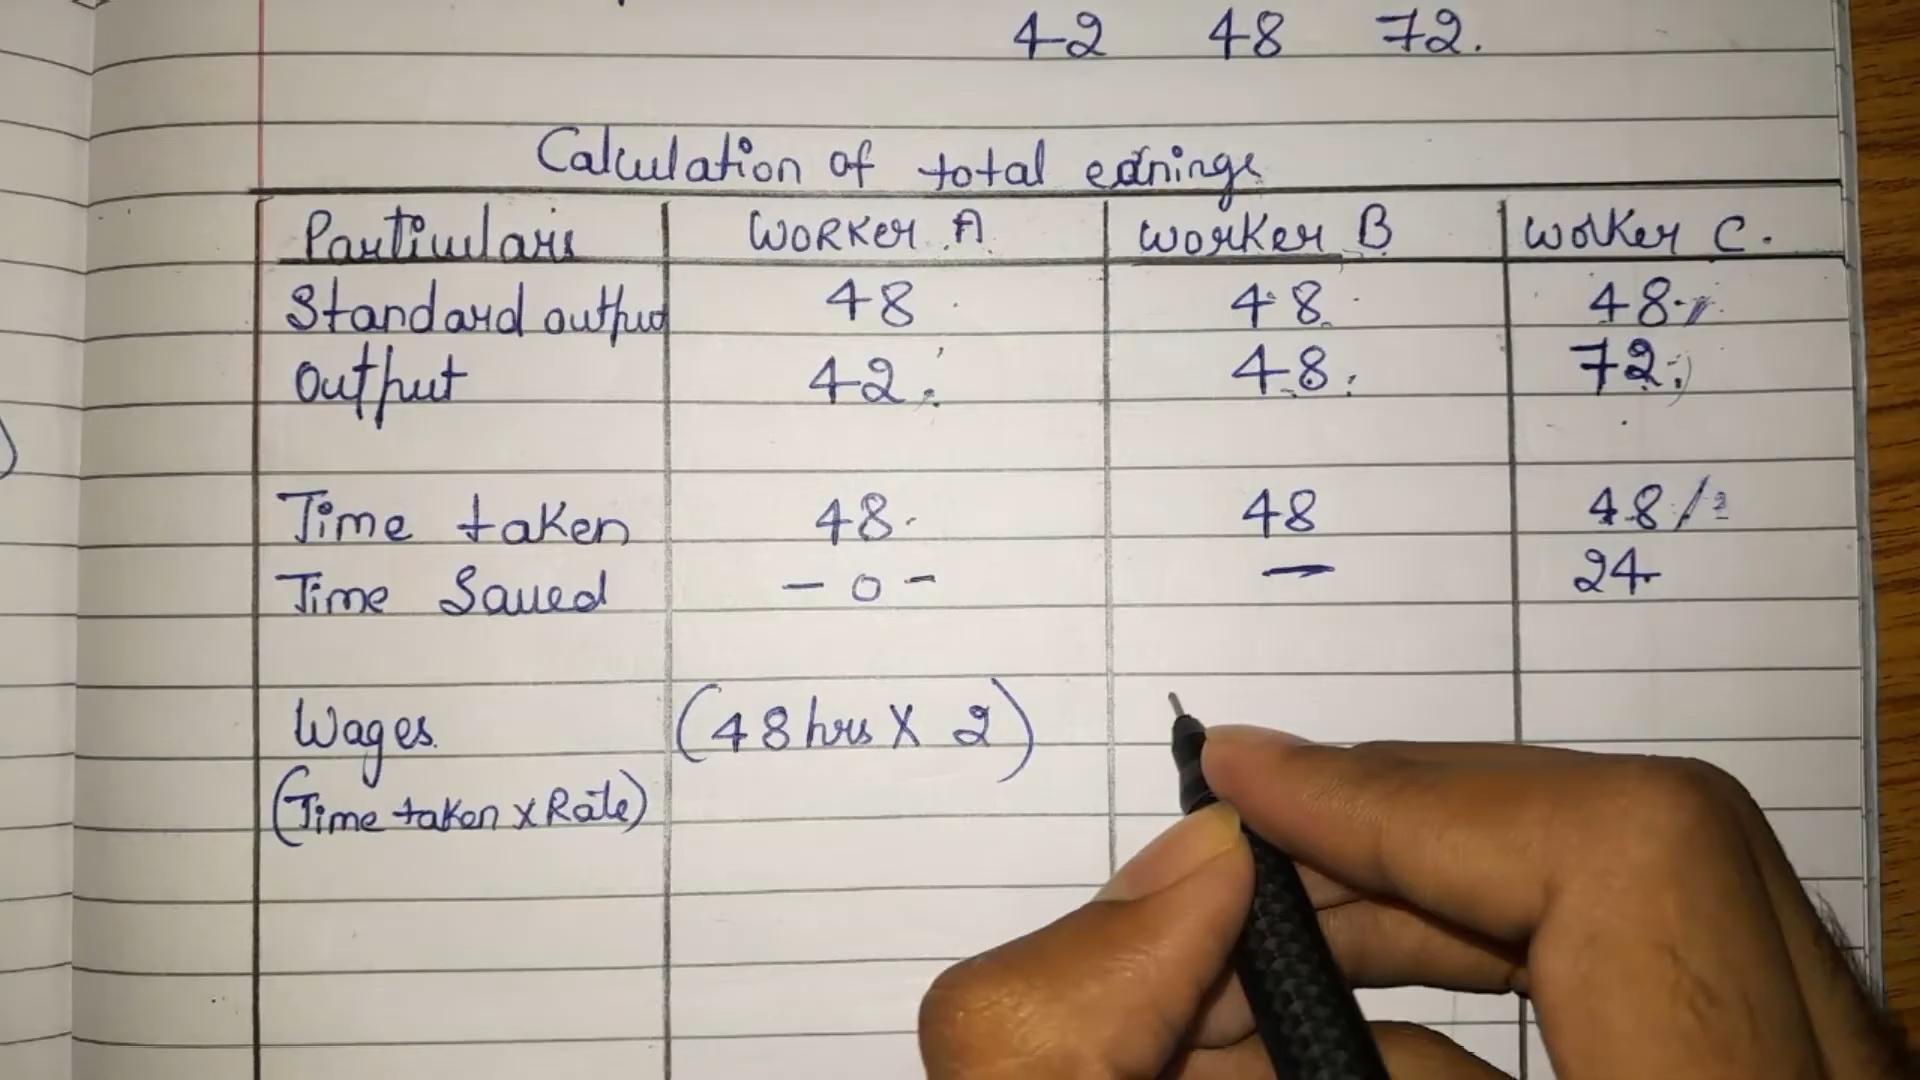 42 48 72.
Calculation of total earnings
Particulars WORKER A Worker B Worker C.
Standard output 48 48 48
Output 42 48 72
Time taken 48 48 48
Time Saved - 0 - — 24
Wages (48 hrs X 2)
(Time taken x Rate)